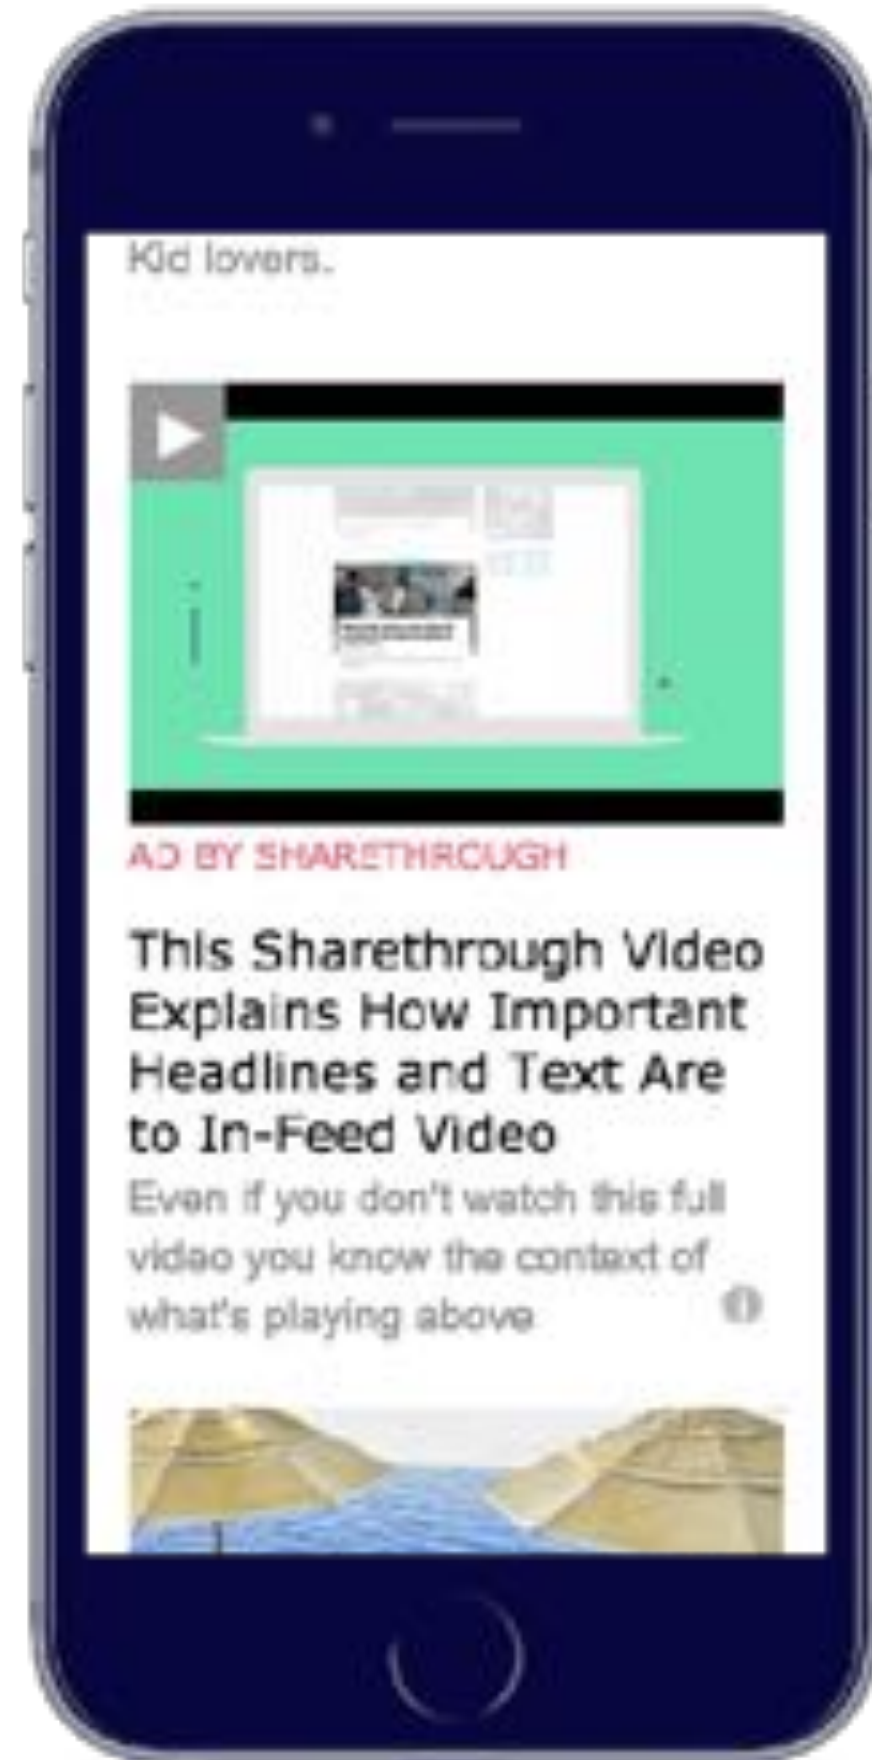 Kid lovers.
AD BY SHARETHROUGH
This Sharethrough Video
Explains How Important
Headlines and Text Are
to In-Feed Video
Even if you don't watch this full
video you know the context of
what's playing above